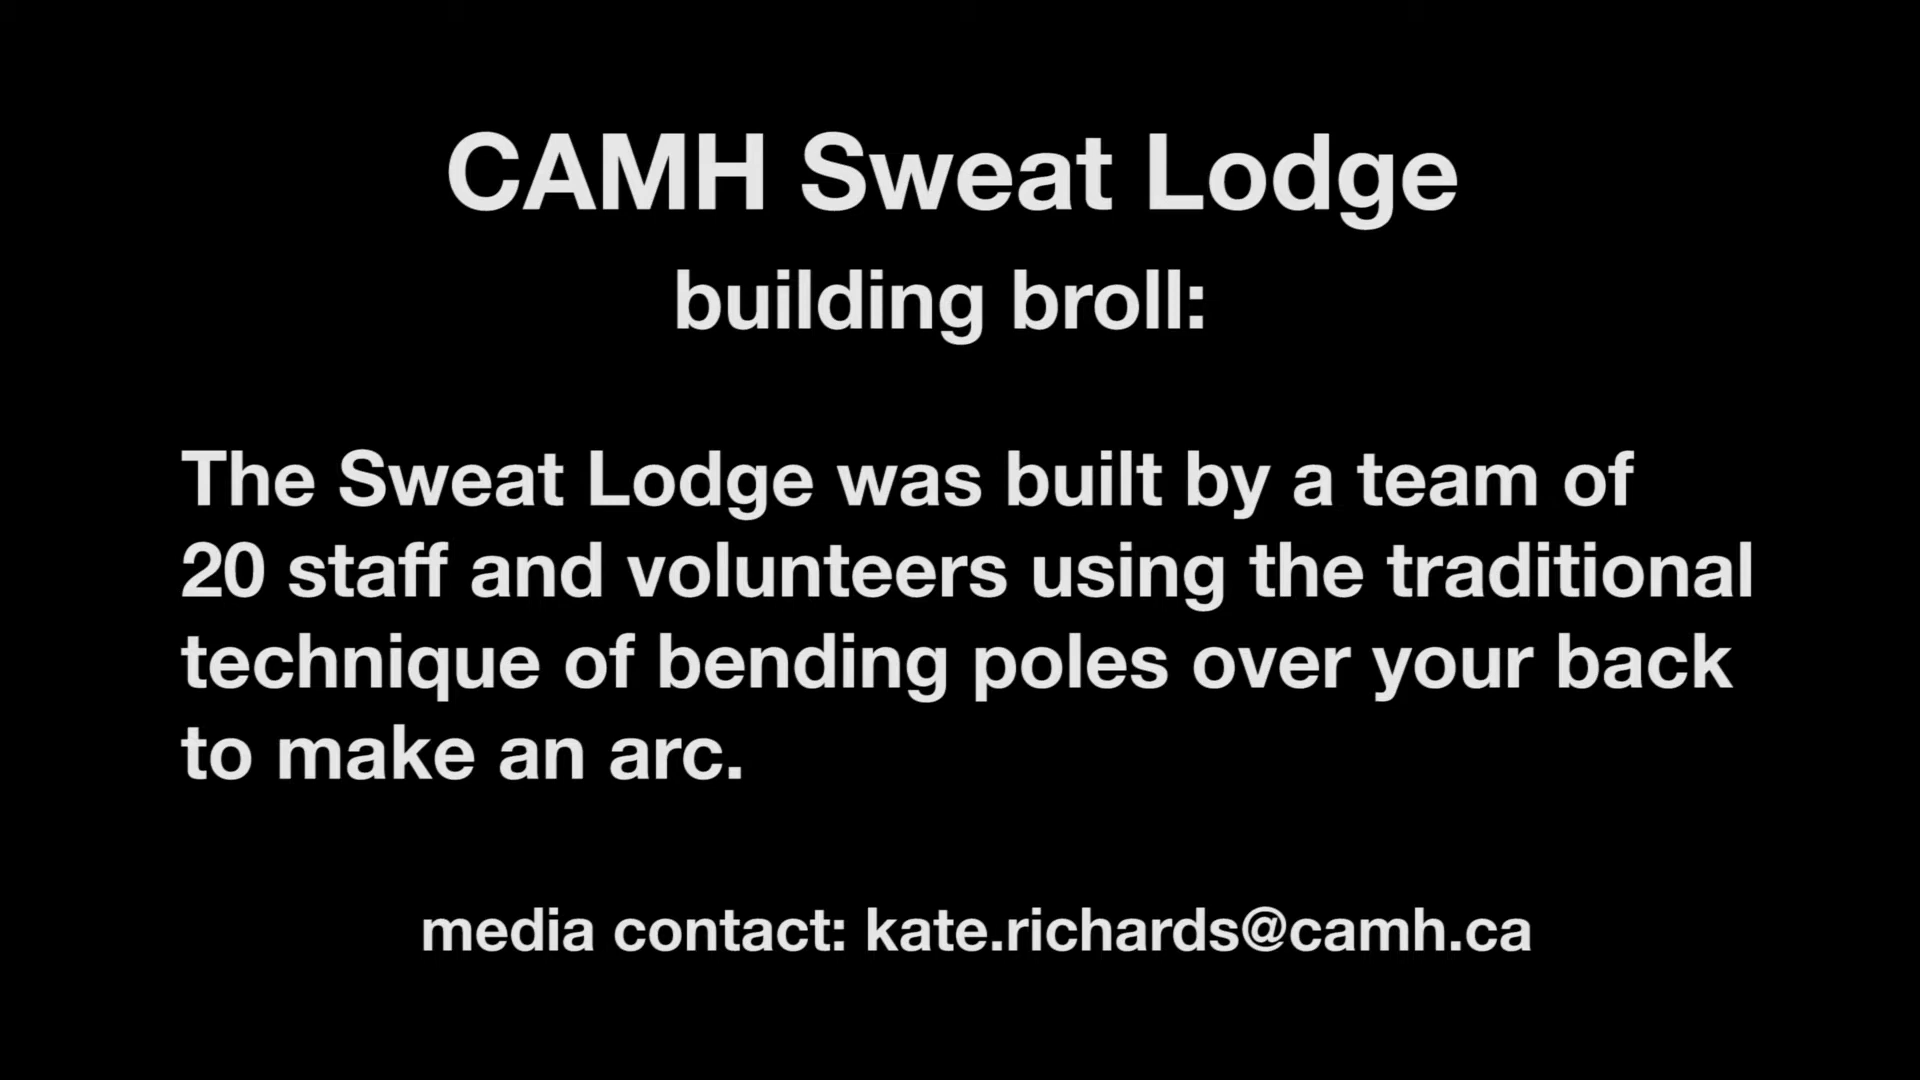 CAMH Sweat Lodge
building broll:
The Sweat Lodge was built by a team of
20 staff and volunteers using the traditional
technique of bending poles over your back
to make an arc.
media contact: kate.richards@camh.ca